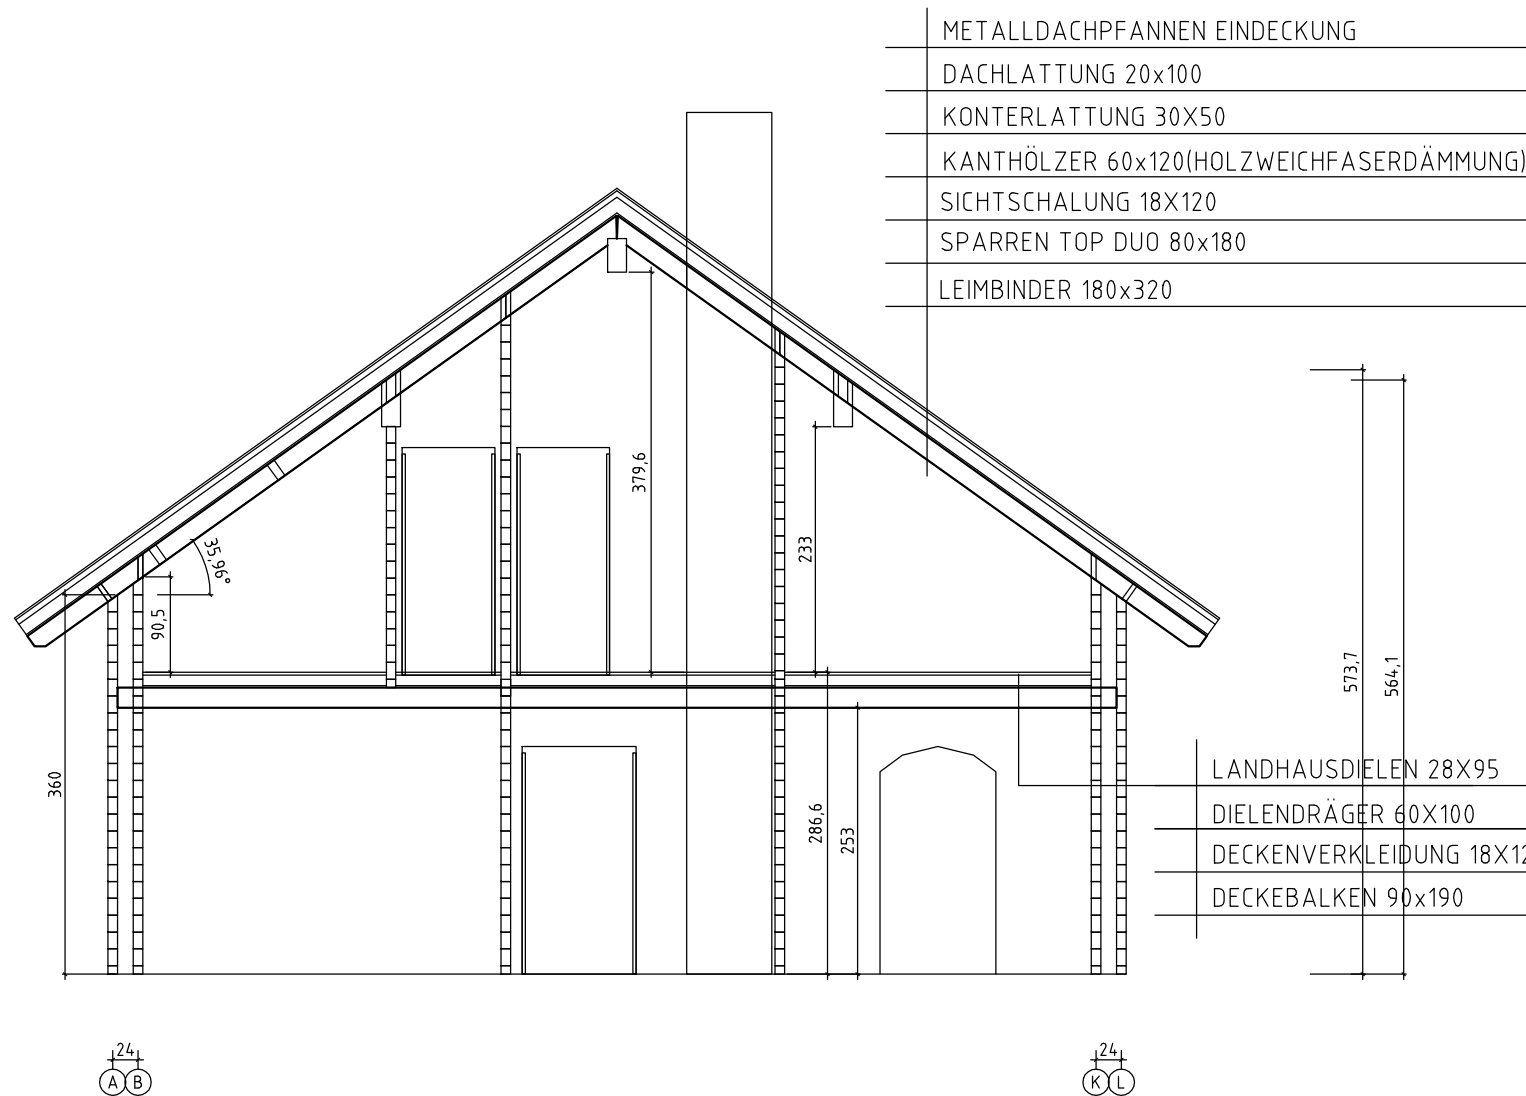 METALLDACHPFANNEN EINDECKUNG
DACHLATTUNG 20x100
KONTERLATTUNG 30X50
KANTHÖLZER 60x120(HOLZWEICHFASERDÄMMUNG)
SICHTSCHALUNG 18X120
SPARREN TOP DUO 80x180
LEIMBINDER 180x320
379,6
233
35,96°
90,5
573,7
564,1
360
286,6
253
LANDHAUSDIELEN 28X95
DIELENDRÄGER 60X100
DECKENVERKLEIDUNG 18X12
DECKEBALKEN 90x190
24
24
A B
K L